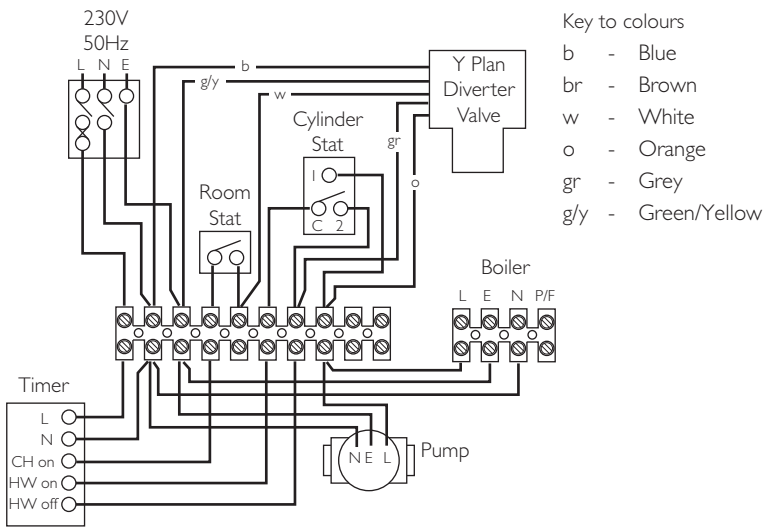 230V
50Hz
L N E
b
g/y
w
Y Plan
Diverter
Valve
gr
o
Cylinder
Stat
1
C 2
Room
Stat
Key to colours
b - Blue
br - Brown
w - White
o - Orange
gr - Grey
g/y - Green/Yellow
Boiler
L E N P/F
Timer
L
N
CH on
HW on
HW off
N E L
Pump